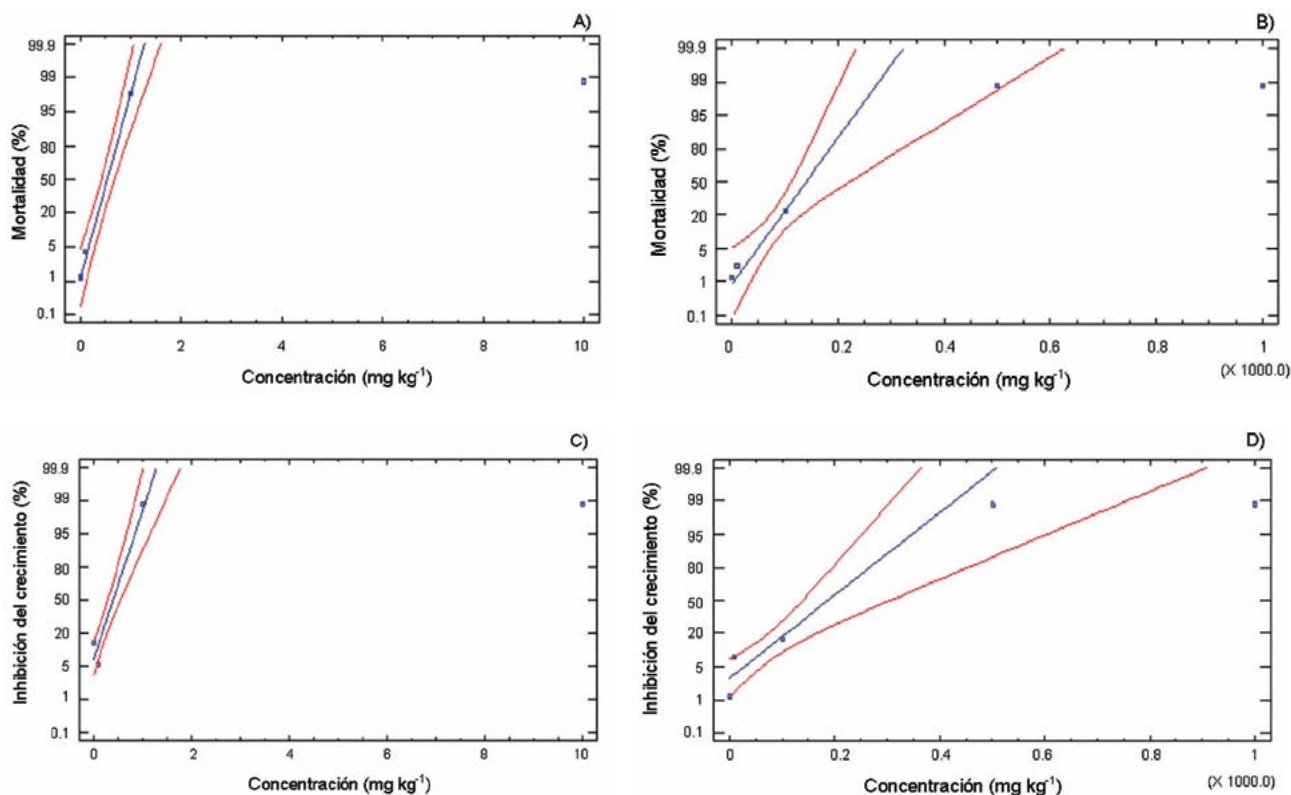 A)
Mortalidad (%)
99.9
99
95
80
50
20
5
1
0.1
0 2 4 6 8 10
Concentración (mg kg⁻¹)
B)
Mortalidad (%)
99.9
99
95
80
50
20
5
1
0.1
0 0.2 0.4 0.6 0.8 1
(X 1000.0)
Concentración (mg kg⁻¹)
C)
Inhibición del crecimiento (%)
99.9
99
95
80
50
20
5
1
0.1
0 2 4 6 8 10
Concentración (mg kg⁻¹)
D)
Inhibición del crecimiento (%)
99.9
99
95
80
50
20
5
1
0.1
0 0.2 0.4 0.6 0.8 1
Concentración (mg kg⁻¹)
(X 1000.0)